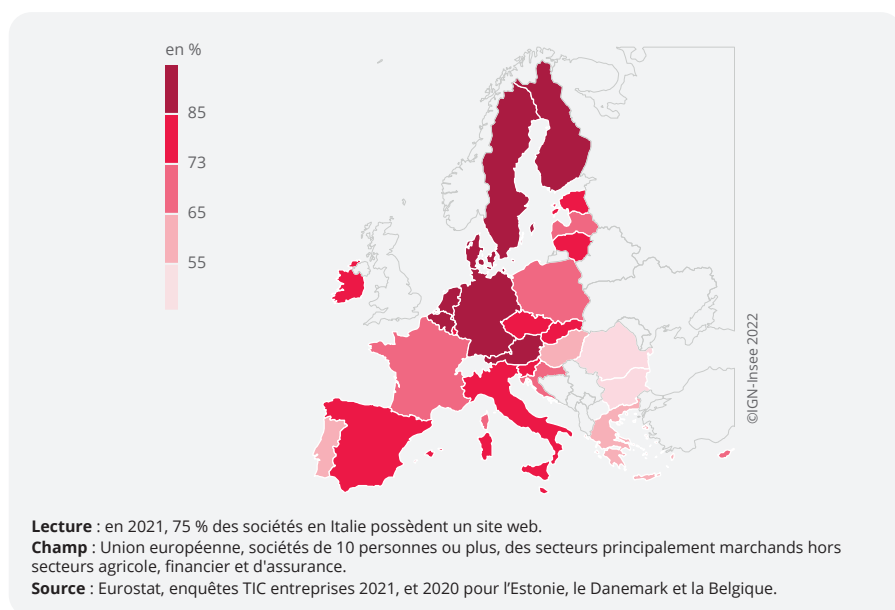 en %
85
73
65
55
©IGN-Insee 2022
Lecture : en 2021, 75 % des sociétés en Italie possèdent un site web.
Champ : Union européenne, sociétés de 10 personnes ou plus, des secteurs principalement marchands hors
secteurs agricole, financier et d'assurance.
Source : Eurostat, enquêtes TIC entreprises 2021, et 2020 pour l’Estonie, le Danemark et la Belgique.